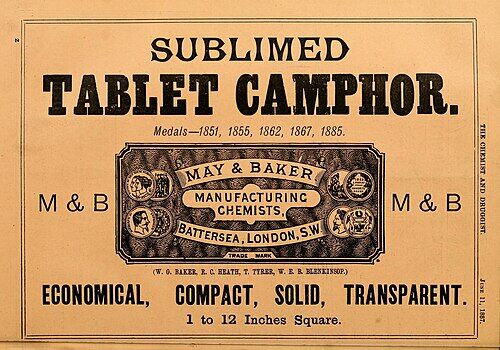 SUBLIMED
TABLET CAMPHOR.
Medals—1851, 1855, 1862, 1867, 1885.
M & B
MAY & BAKER
MANUFACTURING
CHEMISTS,
BATTERSEA, LONDON, S.W.
TRADE MARK
M & B
(W. G. BAKER, R. C. HEATH, T. TYRER, W. E. B. BLENKINSOP.)
ECONOMICAL, COMPACT, SOLID, TRANSPARENT.
1 to 12 Inches Square.
THE CHEMIST AND DRUGGIST.
June 11, 1887.